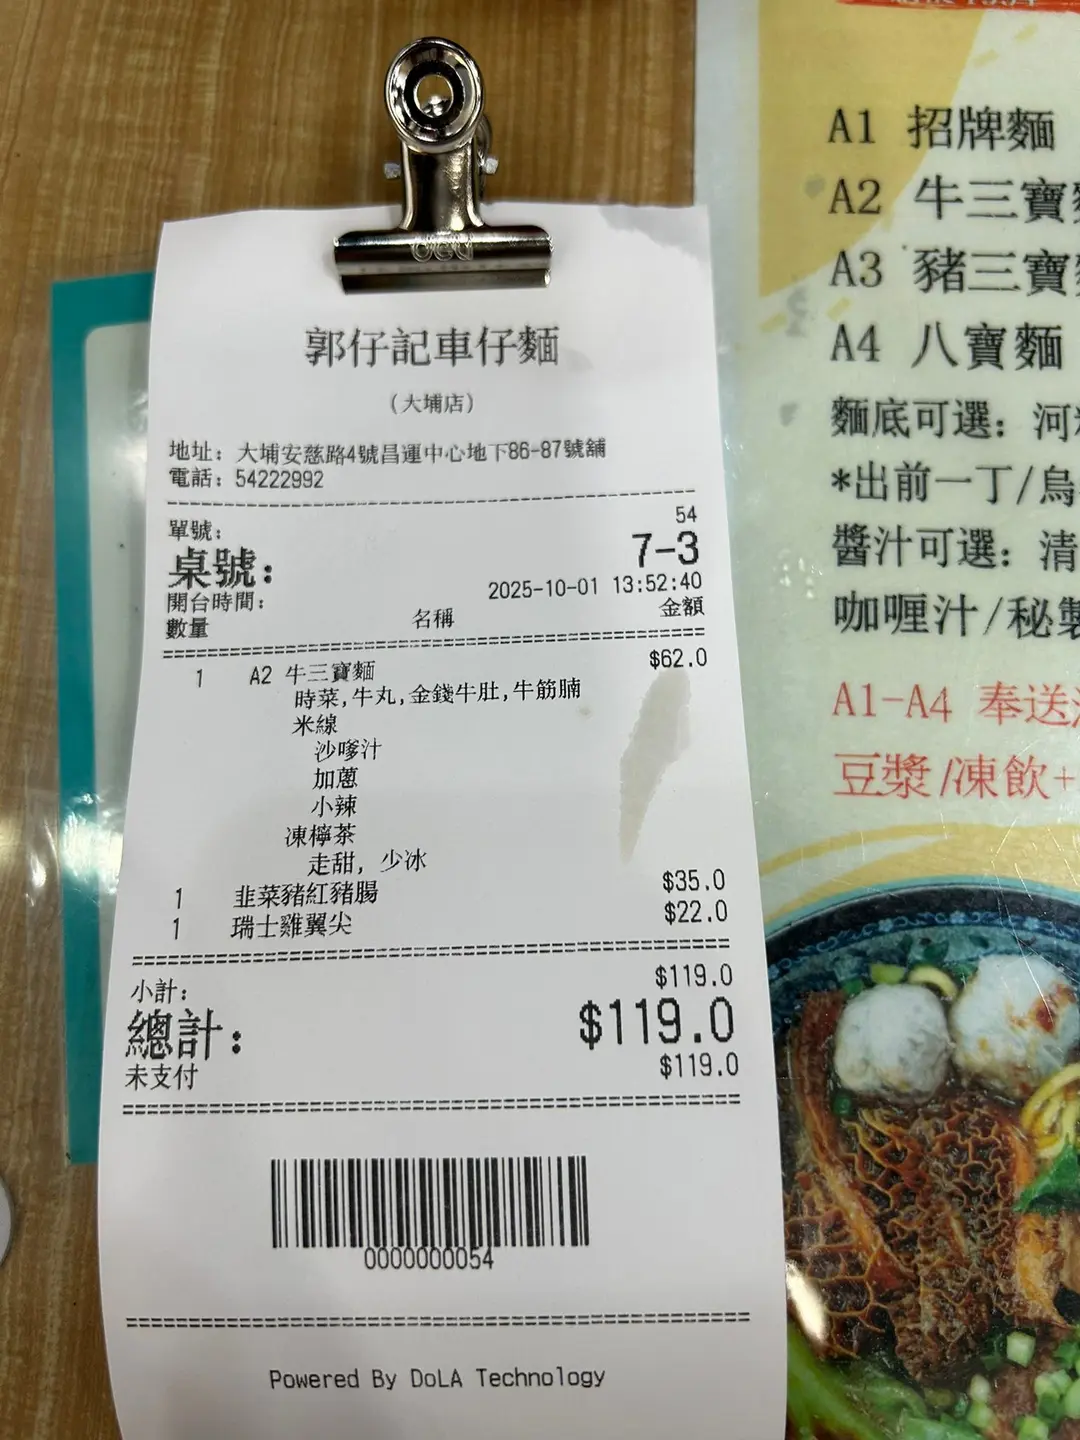 郭仔記車仔麵
(大埔店)
地址: 大埔安慈路4號昌運中心地下86-87號舖
電話: 54222992
單號: 54
桌號: 7-3
開台時間: 2025-10-01 13:52:40
數量 名稱 金額
1 A2 牛三寶麵 $62.0
時菜,牛丸,金錢牛肚,牛筋腩
米線
沙嗲汁
加蔥
小辣
凍檸茶
走甜, 少冰
1 韭菜豬紅豬腸 $35.0
1 瑞士雞翼尖 $22.0
小計: $119.0
總計: $119.0
未支付 $119.0
0000000054
Powered By DoLA Technology
A1 招牌麵
A2 牛三寶
A3 豬三寶
A4 八寶麵
麵底可選: 河
*出前一丁/烏
醬汁可選: 清
咖喱汁/秘製
A1-A4 奉送
豆漿/凍飲+